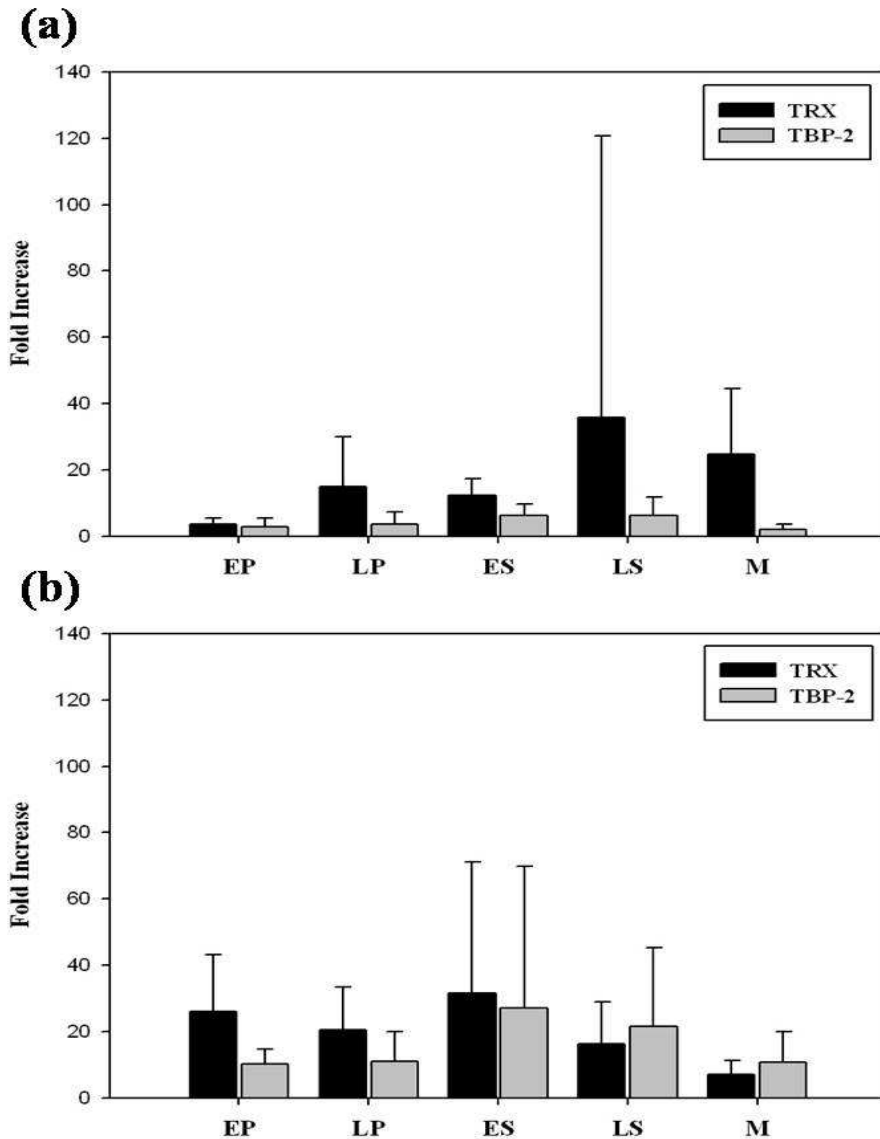 (a)
140
120
100
80
60
40
20
0
Fold Increase
TRX
TBP-2
EP LP ES LS M
(b)
140
120
100
80
60
40
20
0
Fold Increase
TRX
TBP-2
EP LP ES LS M